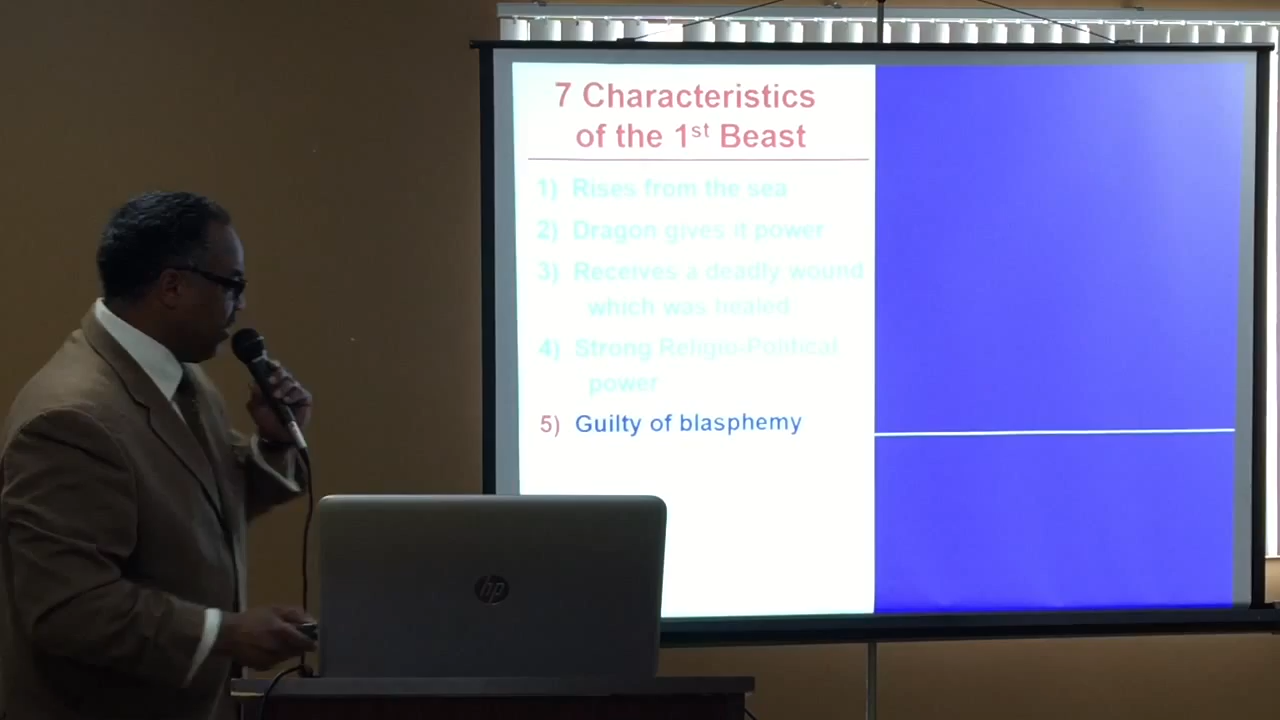 7 Characteristics
of the 1st Beast
1) Rises from the sea
2) Dragon gives it power
3) Receives a deadly wound
which was healed
4) Strong Religio-Political
power
5) Guilty of blasphemy
hp